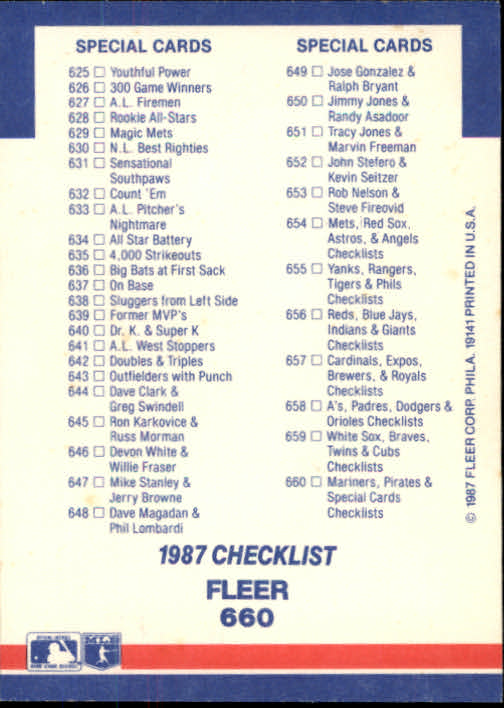 SPECIAL CARDS
625 ☐ Youthful Power
626 ☐ 300 Game Winners
627 ☐ A.L. Firemen
628 ☐ Rookie All-Stars
629 ☐ Magic Mets
630 ☐ N.L. Best Righties
631 ☐ Sensational
Southpaws
632 ☐ Count 'Em
633 ☐ A.L. Pitcher's
Nightmare
634 ☐ All Star Battery
635 ☐ 4,000 Strikeouts
636 ☐ Big Bats at First Sack
637 ☐ On Base
638 ☐ Sluggers from Left Side
639 ☐ Former MVP's
640 ☐ Dr. K. & Super K
641 ☐ A.L. West Stoppers
642 ☐ Doubles & Triples
643 ☐ Outfielders with Punch
644 ☐ Dave Clark &
Greg Swindell
645 ☐ Ron Karkovice &
Russ Morman
646 ☐ Devon White &
Willie Fraser
647 ☐ Mike Stanley &
Jerry Browne
648 ☐ Dave Magadan &
Phil Lombardi
SPECIAL CARDS
649 ☐ Jose Gonzalez &
Ralph Bryant
650 ☐ Jimmy Jones &
Randy Asadoor
651 ☐ Tracy Jones &
Marvin Freeman
652 ☐ John Stefero &
Kevin Seitzer
653 ☐ Rob Nelson &
Steve Fireovid
654 ☐ Mets, Red Sox,
Astros, & Angels
Checklists
655 ☐ Yanks, Rangers,
Tigers & Phils
Checklists
656 ☐ Reds, Blue Jays,
Indians & Giants
Checklists
657 ☐ Cardinals, Expos,
Brewers, & Royals
Checklists
658 ☐ A's, Padres, Dodgers &
Orioles Checklists
659 ☐ White Sox, Braves,
Twins & Cubs
Checklists
660 ☐ Mariners, Pirates &
Special Cards
Checklists
© 1987 FLEER CORP. PHILA. 19141 PRINTED IN U.S.A.
1987 CHECKLIST
FLEER
660
MLB